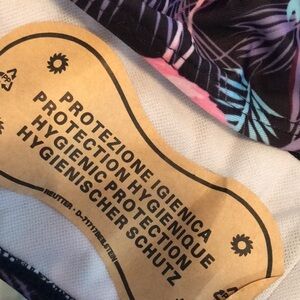 PROTEZIONE IGIENICA
PROTECTION HYGIENIQUE
HYGIENIC PROTECTION
HYGIENISCHER SCHUTZ